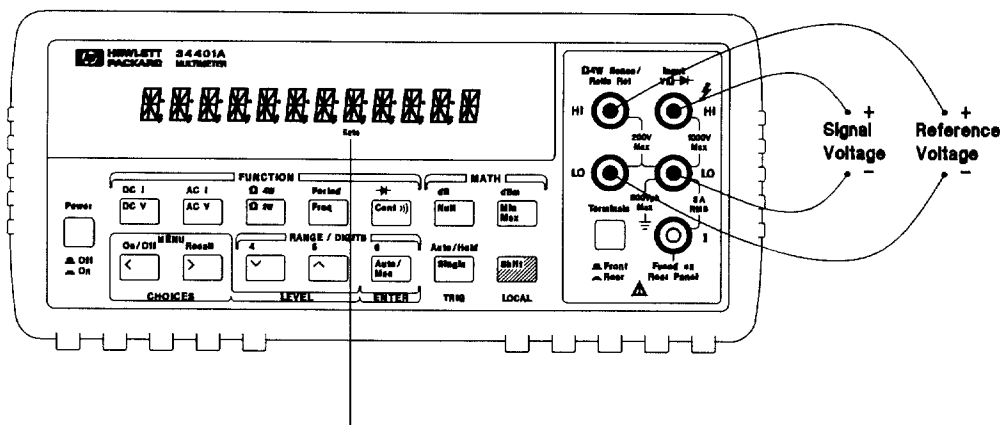 HEWLETT PACKARD
34401A
MULTIMETER
Ω4W Sense/
Ratio Ref
Input
VΩ
HI
HI
200V
Max
1000V
Max
LO
LO
Max
3A
RMS
Terminals
I
Front
Rear
Fused on
Rear Panel
Ratio
FUNCTION
MATH
DC I
AC I
Ω 4W
Period
dB
dBm
Power
DC V
AC V
Ω 2W
Freq
Cont
Null
Min
Max
Off
On
MENU
RANGE / DIGITS
On/Off
Recall
4
5
6
Auto/Hold
<
>
Auto/
Man
Single
Shift
CHOICES
LEVEL
ENTER
TRIG
LOCAL
+
Signal
Voltage
−
+
Reference
Voltage
−